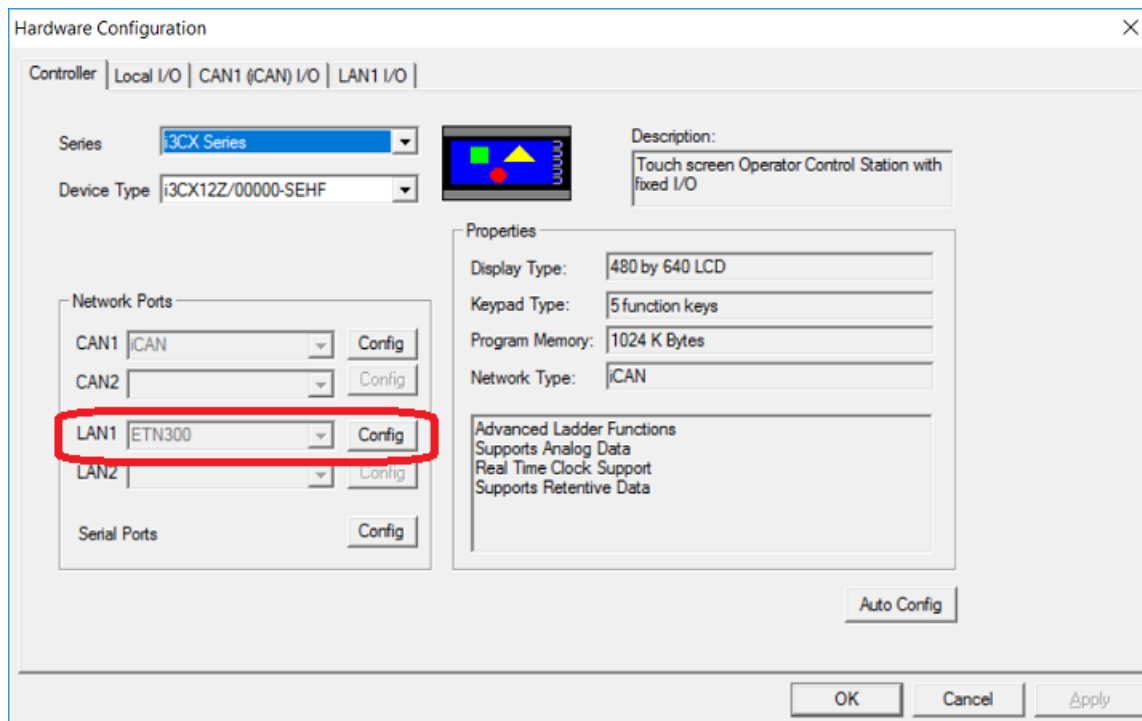 Hardware Configuration
Controller
Local I/O
CAN1 (iCAN) I/O
LAN1 I/O
Series
i3CX Series
Device Type
i3CX12Z/00000-SEHF
Description:
Touch screen Operator Control Station with
fixed I/O
Properties
Display Type:
480 by 640 LCD
Keypad Type:
5 function keys
Program Memory:
1024 K Bytes
Network Type:
iCAN
Advanced Ladder Functions
Supports Analog Data
Real Time Clock Support
Supports Retentive Data
Network Ports
CAN1
iCAN
Config
CAN2
Config
LAN1
ETN300
Config
LAN2
Config
Serial Ports
Config
Auto Config
OK
Cancel
Apply